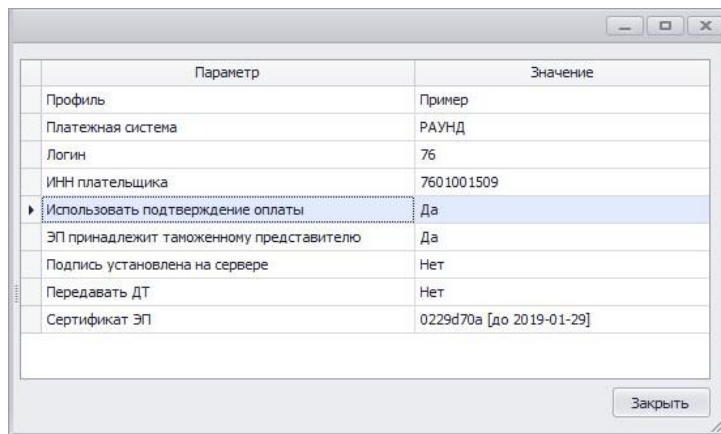 Параметр Значение
Профиль Пример
Платежная система РАУНД
Логин 76
ИНН плательщика 7601001509
Использовать подтверждение оплаты Да
ЭП принадлежит таможенному представителю Да
Подпись установлена на сервере Нет
Передавать ДТ Нет
Сертификат ЭП 0229d70a [до 2019-01-29]
Закрыть